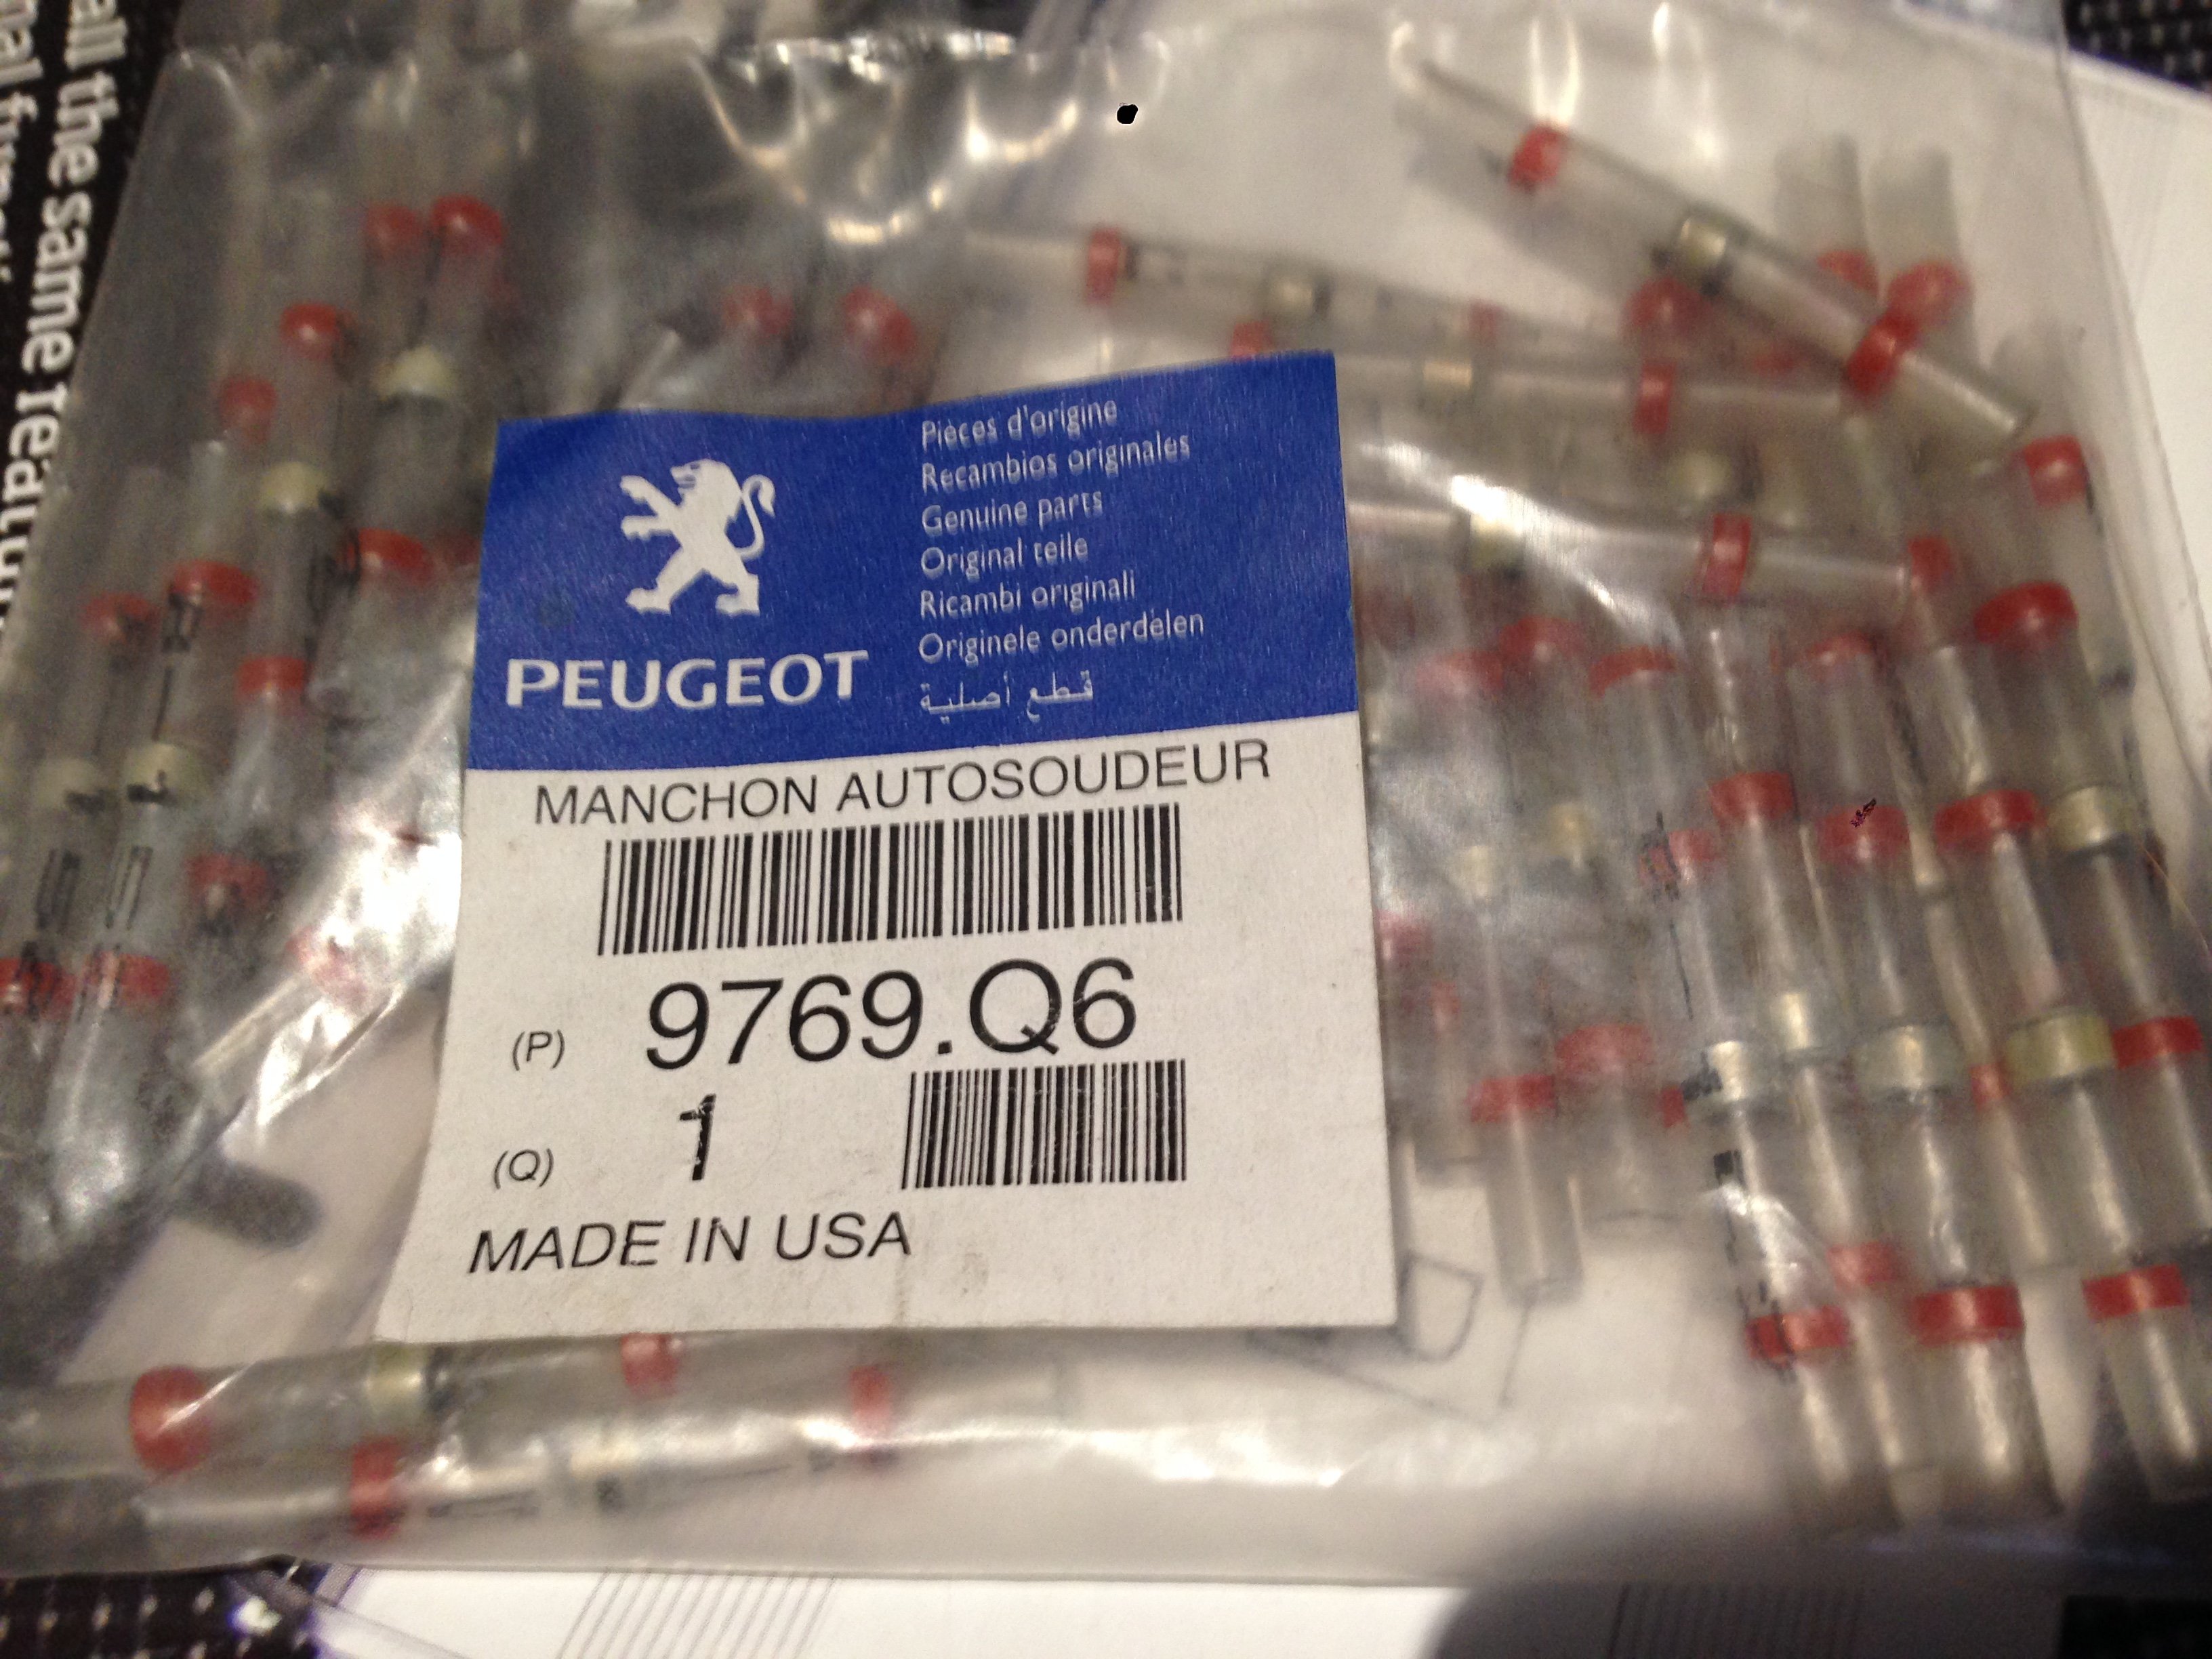 all the same featu
Pièces d'origine
Recambios originales
Genuine parts
Original teile
Ricambi originali
Originele onderdelen
قطع أصلية
PEUGEOT
MANCHON AUTOSOUDEUR
(P) 9769.Q6
(Q) 1
MADE IN USA